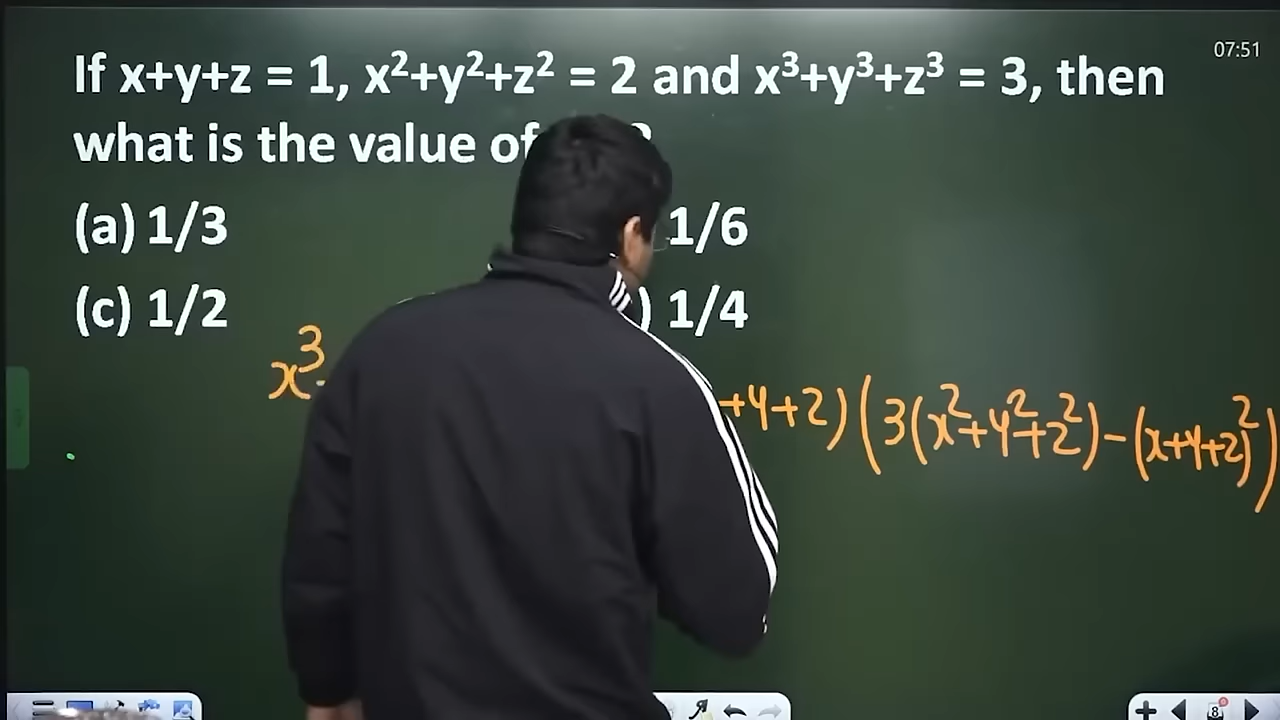 07:51
If x+y+z = 1, x²+y²+z² = 2 and x³+y³+z³ = 3, then
what is the value of
(a) 1/3
1/6
(c) 1/2
) 1/4
x³
+y+z) (3(x²+y²+z²)-(x+y+z)²)
8